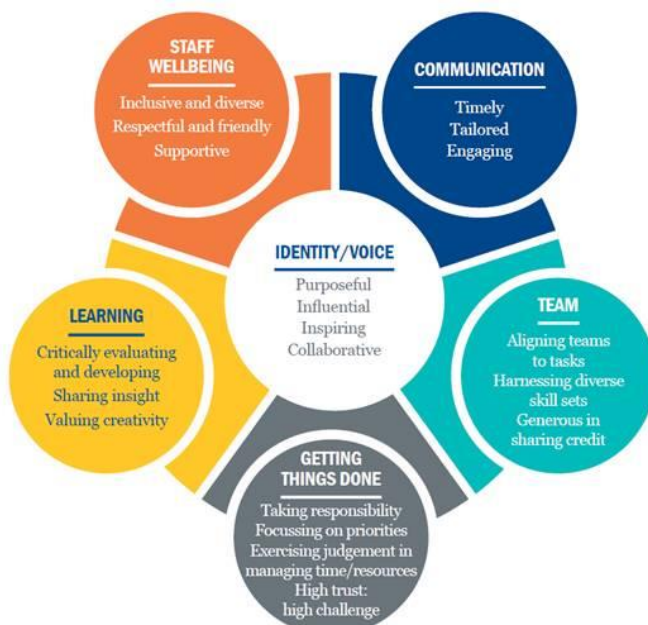 STAFF
WELLBEING
Inclusive and diverse
Respectful and friendly
Supportive
COMMUNICATION
Timely
Tailored
Engaging
IDENTITY/VOICE
Purposeful
Influential
Inspiring
Collaborative
LEARNING
Critically evaluating
and developing
Sharing insight
Valuing creativity
TEAM
Aligning teams
to tasks
Harnessing diverse
skill sets
Generous in
sharing credit
GETTING
THINGS DONE
Taking responsibility
Focussing on priorities
Exercising judgement in
managing time/resources
High trust:
high challenge